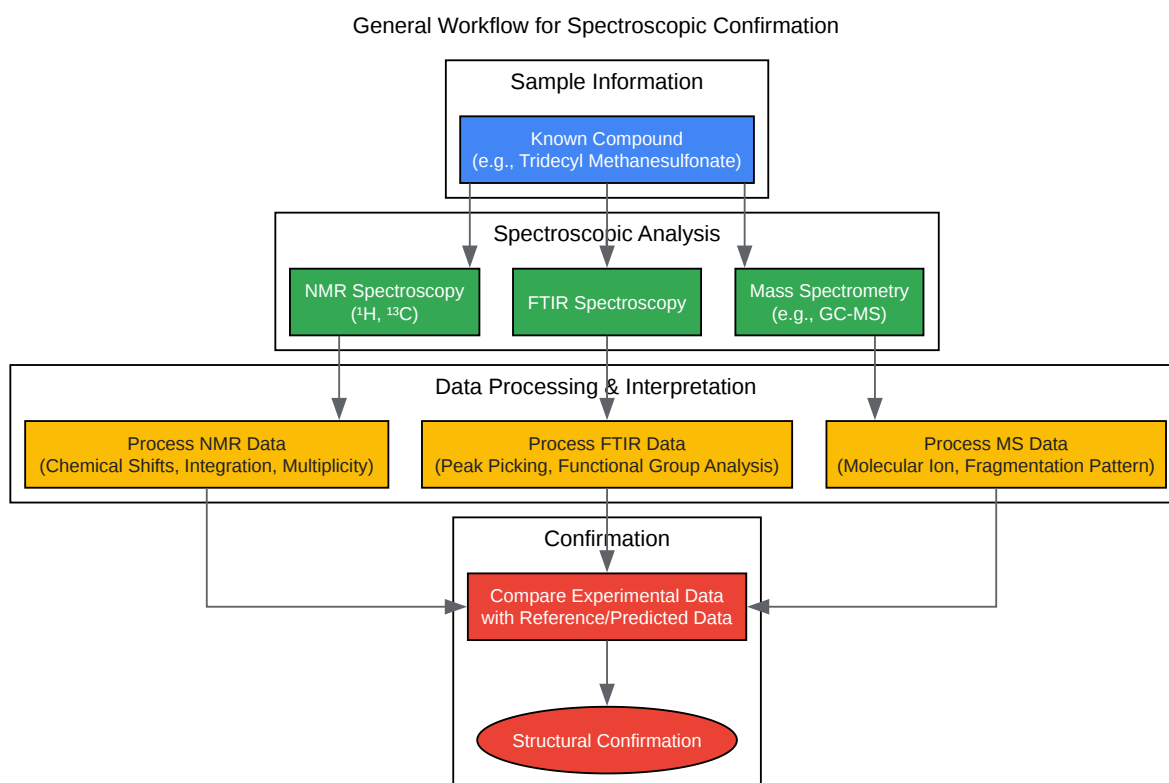 General Workflow for Spectroscopic Confirmation
Sample Information
Known Compound
(e.g., Tridecyl Methanesulfonate)
Spectroscopic Analysis
NMR Spectroscopy
(¹H, ¹³C)
FTIR Spectroscopy
Mass Spectrometry
(e.g., GC-MS)
Data Processing & Interpretation
Process NMR Data
(Chemical Shifts, Integration, Multiplicity)
Process FTIR Data
(Peak Picking, Functional Group Analysis)
Process MS Data
(Molecular Ion, Fragmentation Pattern)
Confirmation
Compare Experimental Data
with Reference/Predicted Data
Structural Confirmation